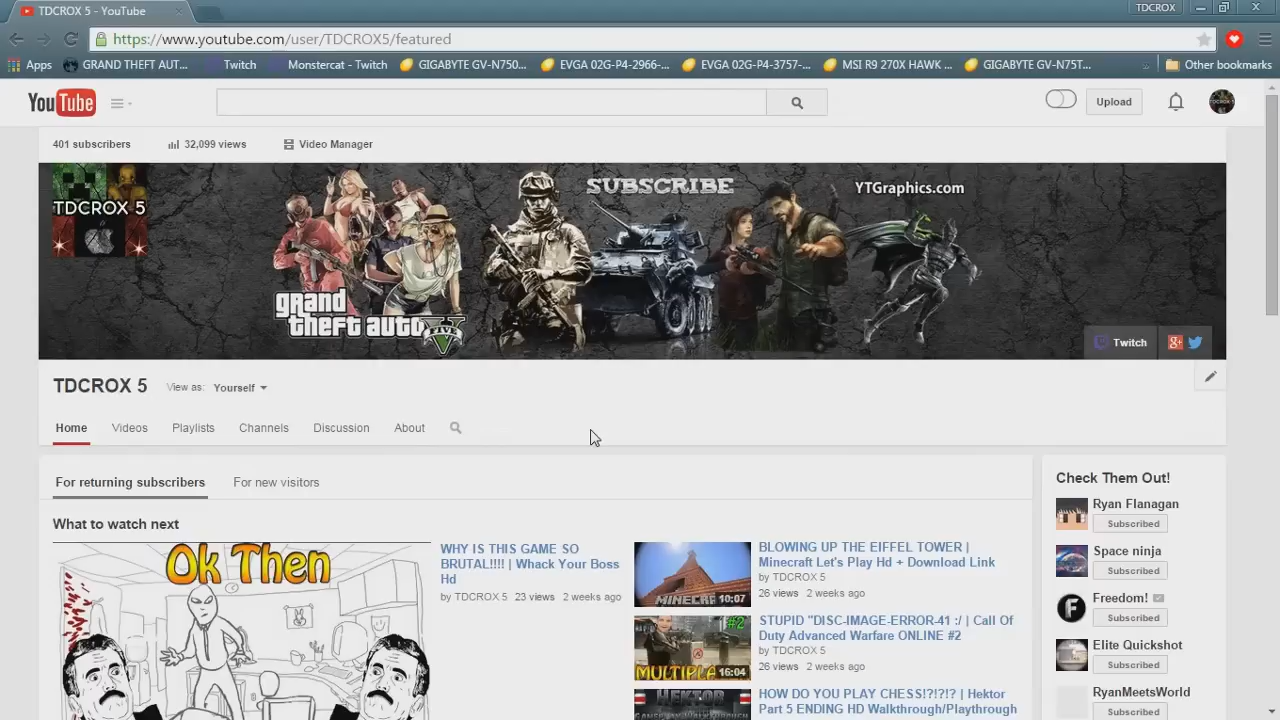 TDCROX 5 - YouTube
TDCROX
https://www.youtube.com/user/TDCROX5/featured
Apps GRAND THEFT AUT... Twitch Monstercat - Twitch GIGABYTE GV-N750... EVGA 02G-P4-2966-... EVGA 02G-P4-3757-... MSI R9 270X HAWK ... GIGABYTE GV-N75T... » Other bookmarks
YouTube
Upload
401 subscribers 32,099 views Video Manager
TDCROX 5
SUBSCRIBE
YTGraphics.com
grand
theft auto
FIVE
Twitch
TDCROX 5 View as: Yourself
Home Videos Playlists Channels Discussion About
For returning subscribers For new visitors
What to watch next
Ok Then
WHY IS THIS GAME SO
BRUTAL!!!! | Whack Your Boss
Hd
by TDCROX 5 23 views 2 weeks ago
MINECR 10:07
BLOWING UP THE EIFFEL TOWER |
Minecraft Let's Play Hd + Download Link
by TDCROX 5
26 views 2 weeks ago
#2
MULTIPLA 16:04
STUPID "DISC-IMAGE-ERROR-41 :/ | Call Of
Duty Advanced Warfare ONLINE #2
by TDCROX 5
26 views 2 weeks ago
HEKTOR
HOW DO YOU PLAY CHESS!?!?!? | Hektor
Part 5 ENDING HD Walkthrough/Playthrough
Check Them Out!
Ryan Flanagan
Subscribed
Space ninja
Subscribed
Freedom!
Subscribed
Elite Quickshot
Subscribed
RyanMeetsWorld
Subscribed